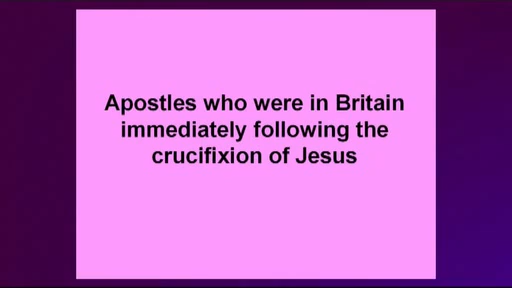 Apostles who were in Britain
immediately following the
crucifixion of Jesus